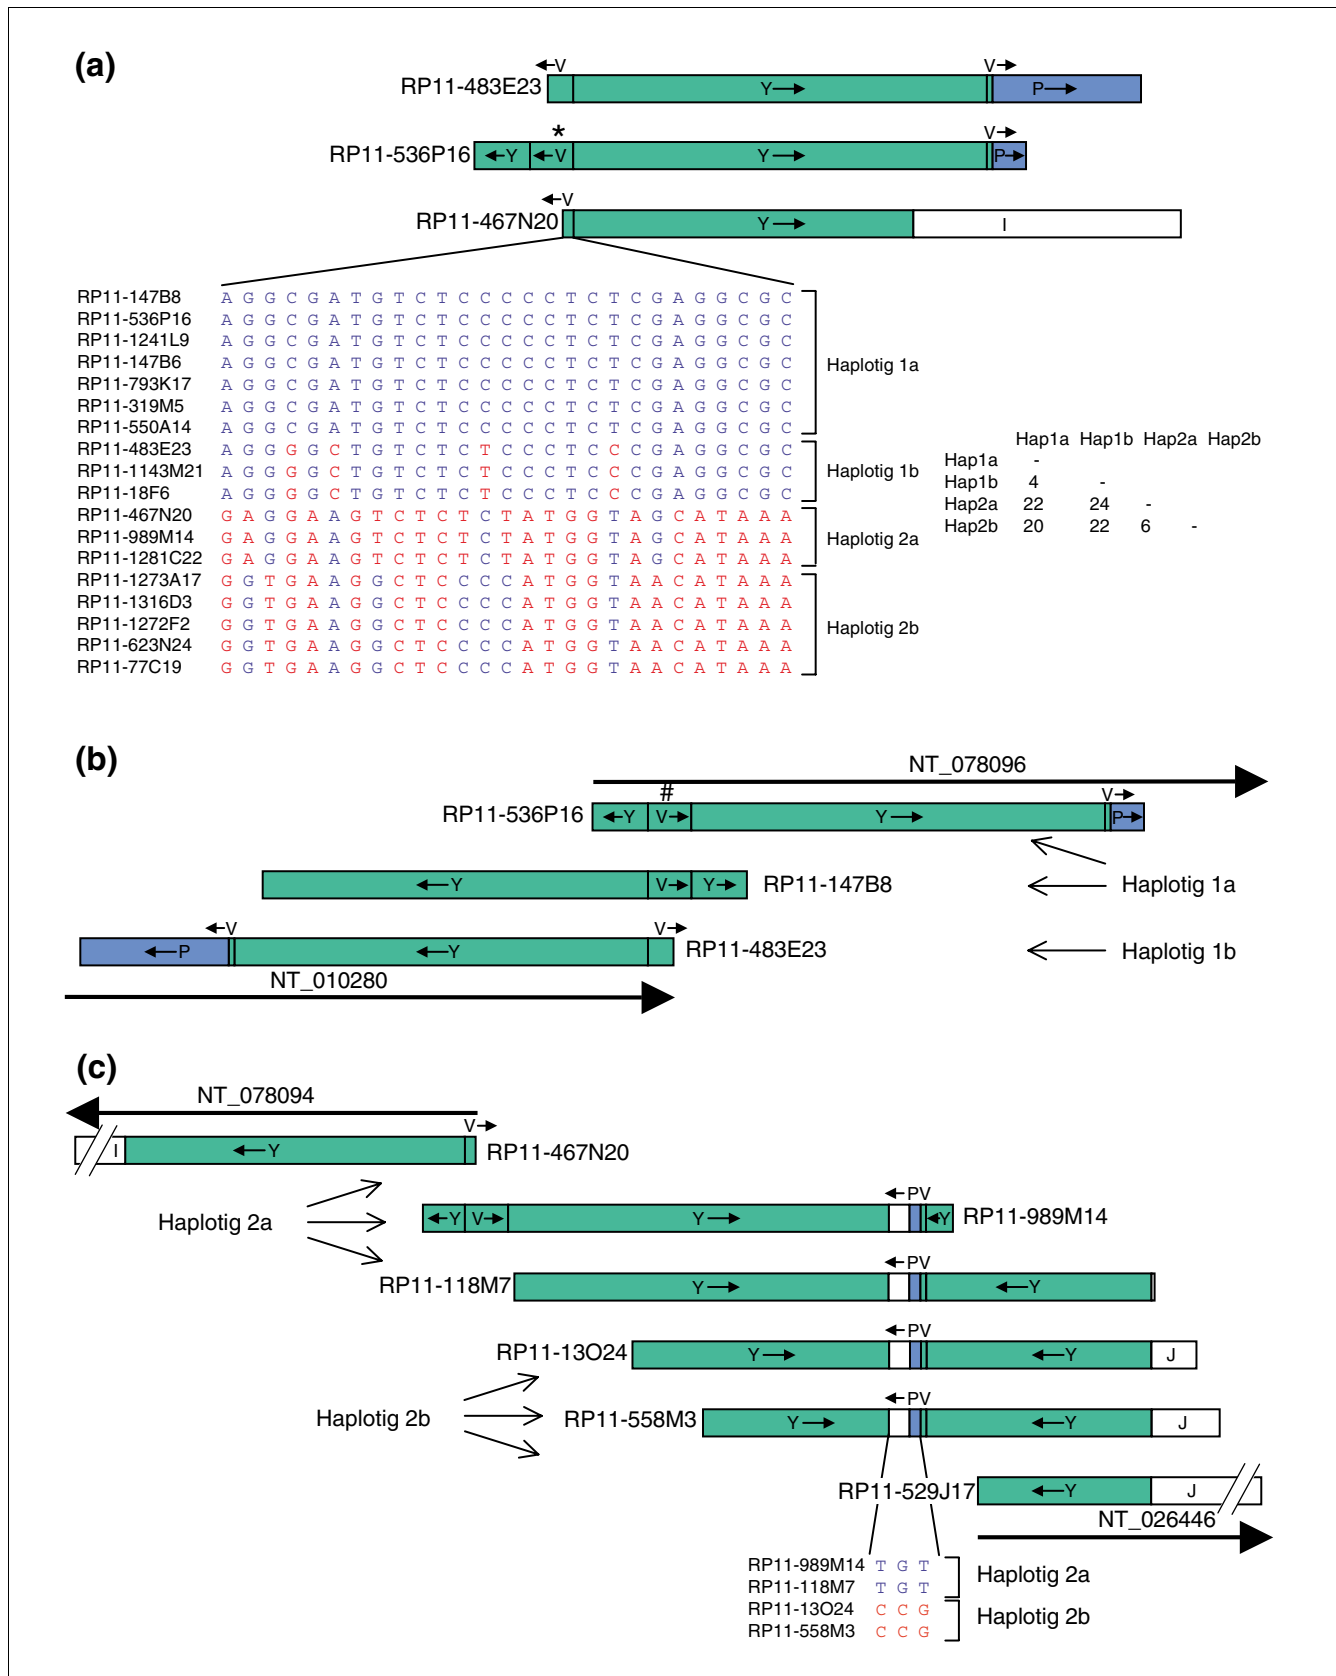 (a)
←V V→
RP11-483E23 Y→ P→
* V→
RP11-536P16 ←Y ←V Y→ P→
←V
RP11-467N20 Y→ I
RP11-147B8 A G G C G A T G T C T C C C C C T C T C G A G G C G C
RP11-536P16 A G G C G A T G T C T C C C C C T C T C G A G G C G C
RP11-1241L9 A G G C G A T G T C T C C C C C T C T C G A G G C G C
RP11-147B6 A G G C G A T G T C T C C C C C T C T C G A G G C G C
Haplotig 1a
RP11-793K17 A G G C G A T G T C T C C C C C T C T C G A G G C G C
RP11-319M5 A G G C G A T G T C T C C C C C T C T C G A G G C G C
RP11-550A14 A G G C G A T G T C T C C C C C T C T C G A G G C G C
RP11-483E23 A G G G G C T G T C T C T C C C T C C C G A G G C G C
RP11-1143M21 A G G G G C T G T C T C T C C C T C C C G A G G C G C
Haplotig 1b
RP11-18F6 A G G G G C T G T C T C T C C C T C C C G A G G C G C
RP11-467N20 G A G G A A G T C T C T C T A T G G T A G C A T A A A
RP11-989M14 G A G G A A G T C T C T C T A T G G T A G C A T A A A
Haplotig 2a
RP11-1281C22 G A G G A A G T C T C T C T A T G G T A G C A T A A A
RP11-1273A17 G G T G A A G G C T C C C C A T G G T A A C A T A A A
RP11-1316D3 G G T G A A G G C T C C C C A T G G T A A C A T A A A
RP11-1272F2 G G T G A A G G C T C C C C A T G G T A A C A T A A A
Haplotig 2b
RP11-623N24 G G T G A A G G C T C C C C A T G G T A A C A T A A A
RP11-77C19 G G T G A A G G C T C C C C A T G G T A A C A T A A A
Hap1a Hap1b Hap2a Hap2b
Hap1a -
Hap1b 4 -
Hap2a 22 24 -
Hap2b 20 22 6 -
(b)
NT_078096
# V→
RP11-536P16 ←Y V→ Y→ P→
←Y V→ Y→ RP11-147B8 Haplotig 1a
←V V→
←P ←Y RP11-483E23 Haplotig 1b
NT_010280
(c)
NT_078094
V→
I ←Y RP11-467N20
←PV
Haplotig 2a ←Y V→ Y→ ←Y RP11-989M14
←PV
RP11-118M7 Y→ ←Y
←PV
RP11-13O24 Y→ ←Y J
←PV
Haplotig 2b RP11-558M3 Y→ ←Y J
RP11-529J17 ←Y J
NT_026446
RP11-989M14 T G T
Haplotig 2a
RP11-118M7 T G T
RP11-13O24 C C G
Haplotig 2b
RP11-558M3 C C G